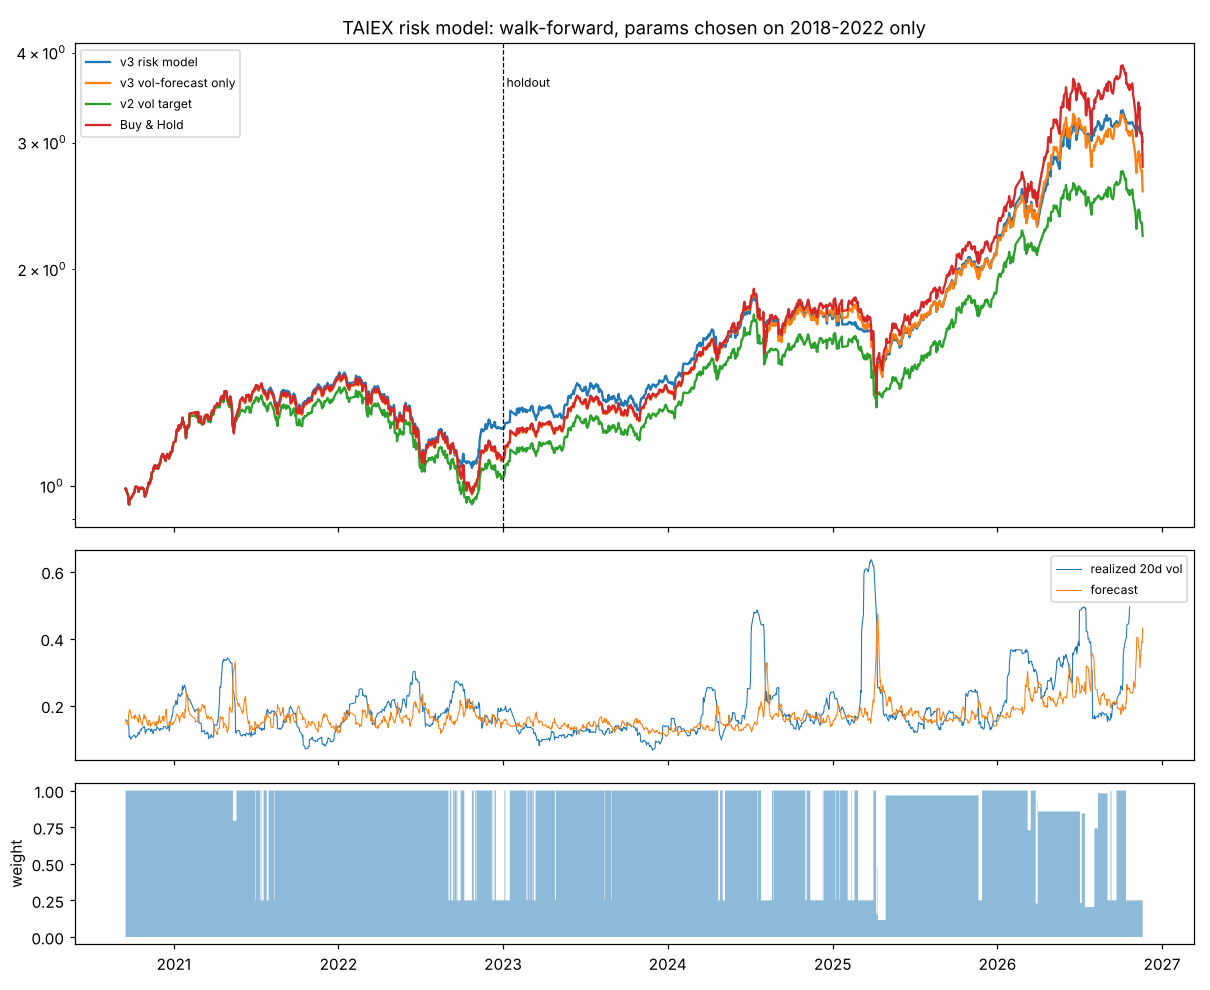 TAIEX risk model: walk-forward, params chosen on 2018-2022 only
4 × 10⁰
3 × 10⁰
2 × 10⁰
10⁰
v3 risk model
v3 vol-forecast only
v2 vol target
Buy & Hold
holdout
0.6
0.4
0.2
realized 20d vol
forecast
weight
1.00
0.75
0.50
0.25
0.00
2021 2022 2023 2024 2025 2026 2027